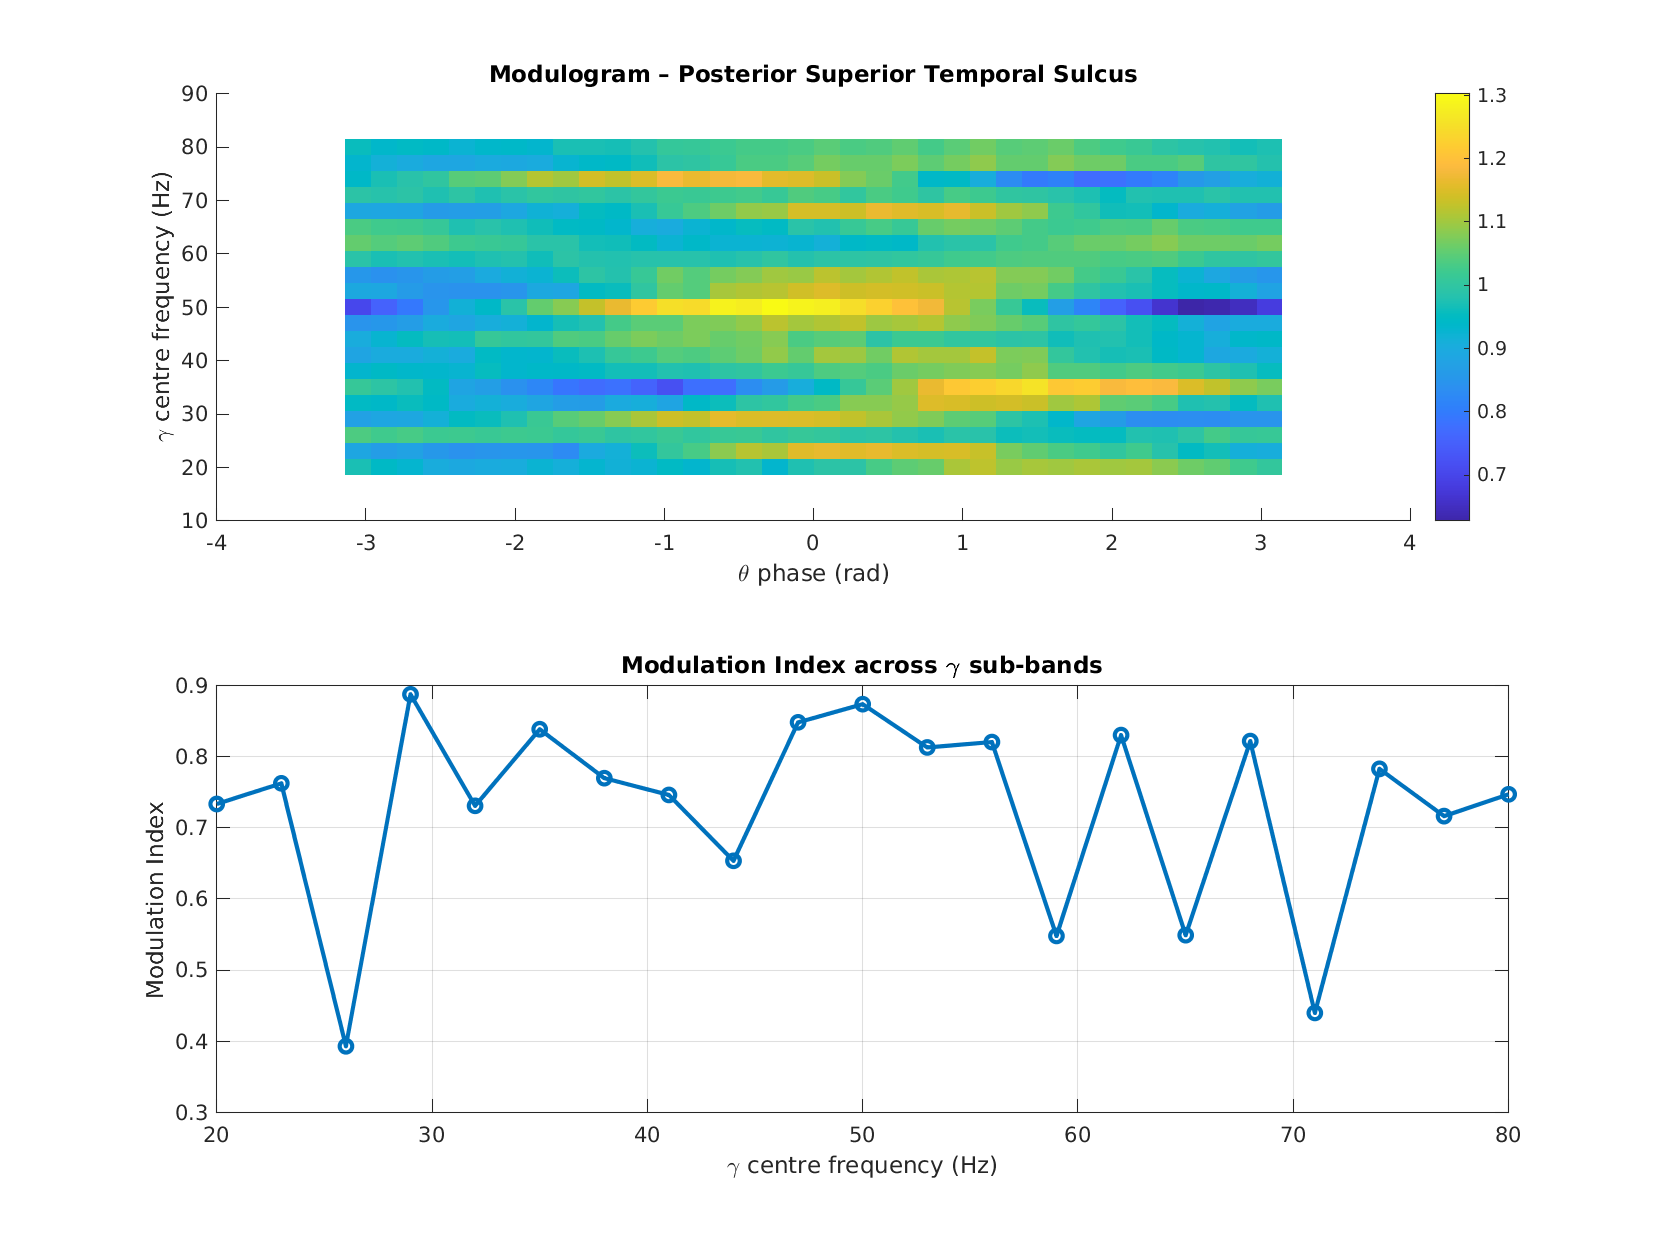 Modulogram – Posterior Superior Temporal Sulcus
90
80
70
60
50
40
30
20
10
γ centre frequency (Hz)
-4 -3 -2 -1 0 1 2 3 4
θ phase (rad)
1.3
1.2
1.1
1
0.9
0.8
0.7
Modulation Index across γ sub-bands
0.9
0.8
0.7
0.6
0.5
0.4
0.3
Modulation Index
20 30 40 50 60 70 80
γ centre frequency (Hz)